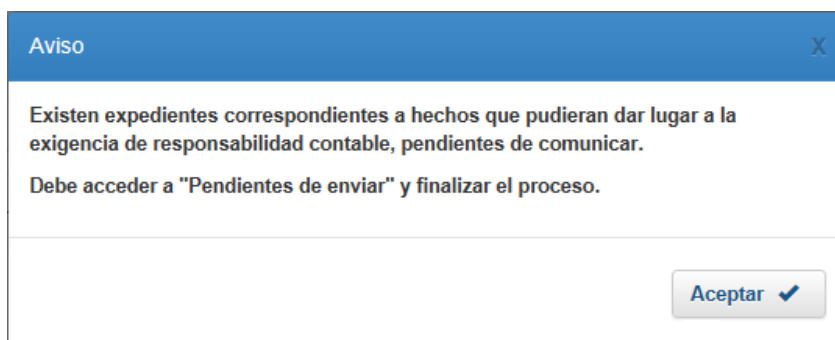 Aviso X
Existen expedientes correspondientes a hechos que pudieran dar lugar a la
exigencia de responsabilidad contable, pendientes de comunicar.
Debe acceder a "Pendientes de enviar" y finalizar el proceso.
Aceptar